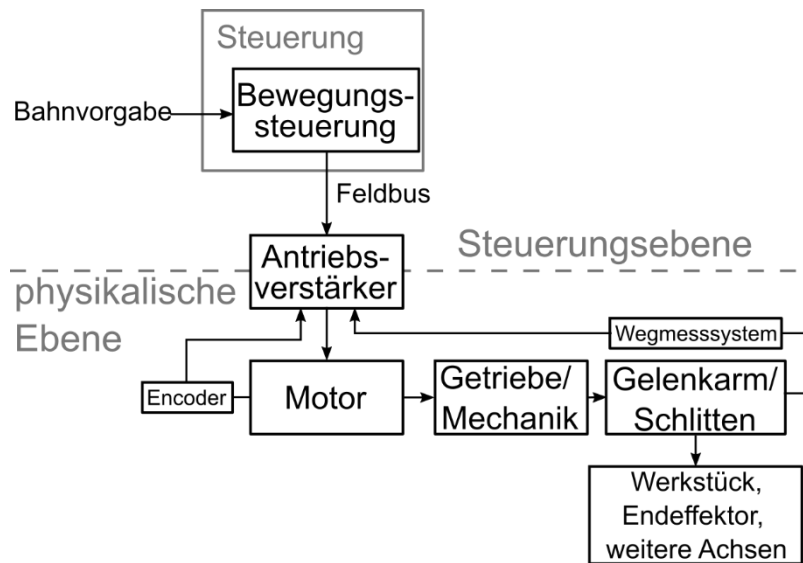 Steuerung
Bahnvorgabe
Bewegungs-
steuerung
Feldbus
Steuerungsebene
Antriebs-
verstärker
physikalische
Ebene
Wegmesssystem
Encoder
Motor
Getriebe/
Mechanik
Gelenkarm/
Schlitten
Werkstück,
Endeffektor,
weitere Achsen